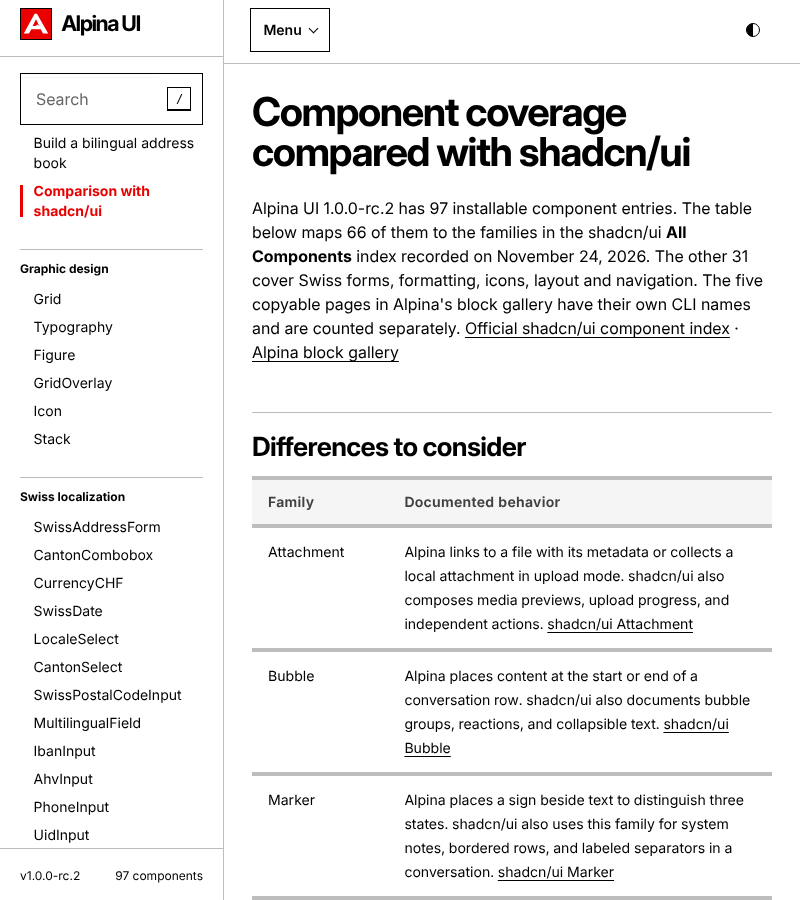 Alpina UI
Search
/
Build a bilingual address
book
Comparison with
shadcn/ui
Graphic design
Grid
Typography
Figure
GridOverlay
Icon
Stack
Swiss localization
SwissAddressForm
CantonCombobox
CurrencyCHF
SwissDate
LocaleSelect
CantonSelect
SwissPostalCodeInput
MultilingualField
IbanInput
AhvInput
PhoneInput
UidInput
v1.0.0-rc.2 97 components
Menu
Component coverage
compared with shadcn/ui
Alpina UI 1.0.0-rc.2 has 97 installable component entries. The table
below maps 66 of them to the families in the shadcn/ui All
Components index recorded on November 24, 2026. The other 31
cover Swiss forms, formatting, icons, layout and navigation. The five
copyable pages in Alpina's block gallery have their own CLI names
and are counted separately. Official shadcn/ui component index ·
Alpina block gallery
Differences to consider
Family Documented behavior
Attachment Alpina links to a file with its metadata or collects a
local attachment in upload mode. shadcn/ui also
composes media previews, upload progress, and
independent actions. shadcn/ui Attachment
Bubble Alpina places content at the start or end of a
conversation row. shadcn/ui also documents bubble
groups, reactions, and collapsible text. shadcn/ui
Bubble
Marker Alpina places a sign beside text to distinguish three
states. shadcn/ui also uses this family for system
notes, bordered rows, and labeled separators in a
conversation. shadcn/ui Marker